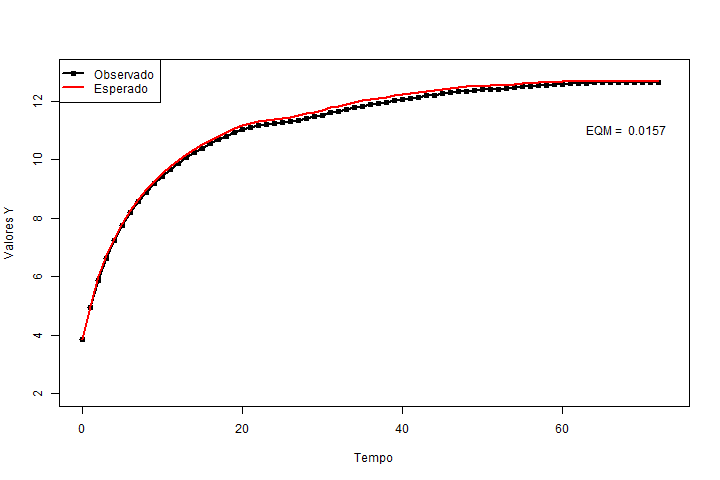 Observado
Esperado
12
10
8
6
4
2
Valores Y
EQM = 0.0157
0 20 40 60
Tempo